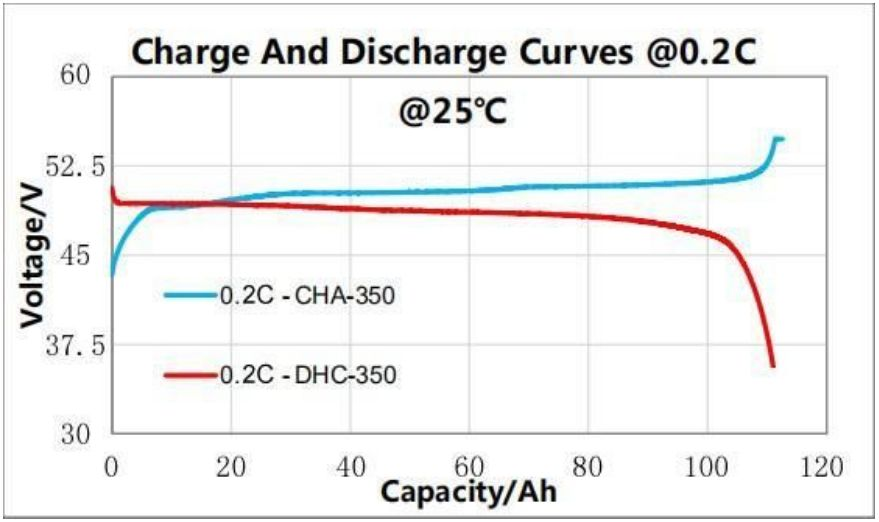 Charge And Discharge Curves @0.2C
@25℃
60
52.5
45
37.5
30
Voltage/V
0.2C - CHA-350
0.2C - DHC-350
0 20 40 60 80 100 120
Capacity/Ah